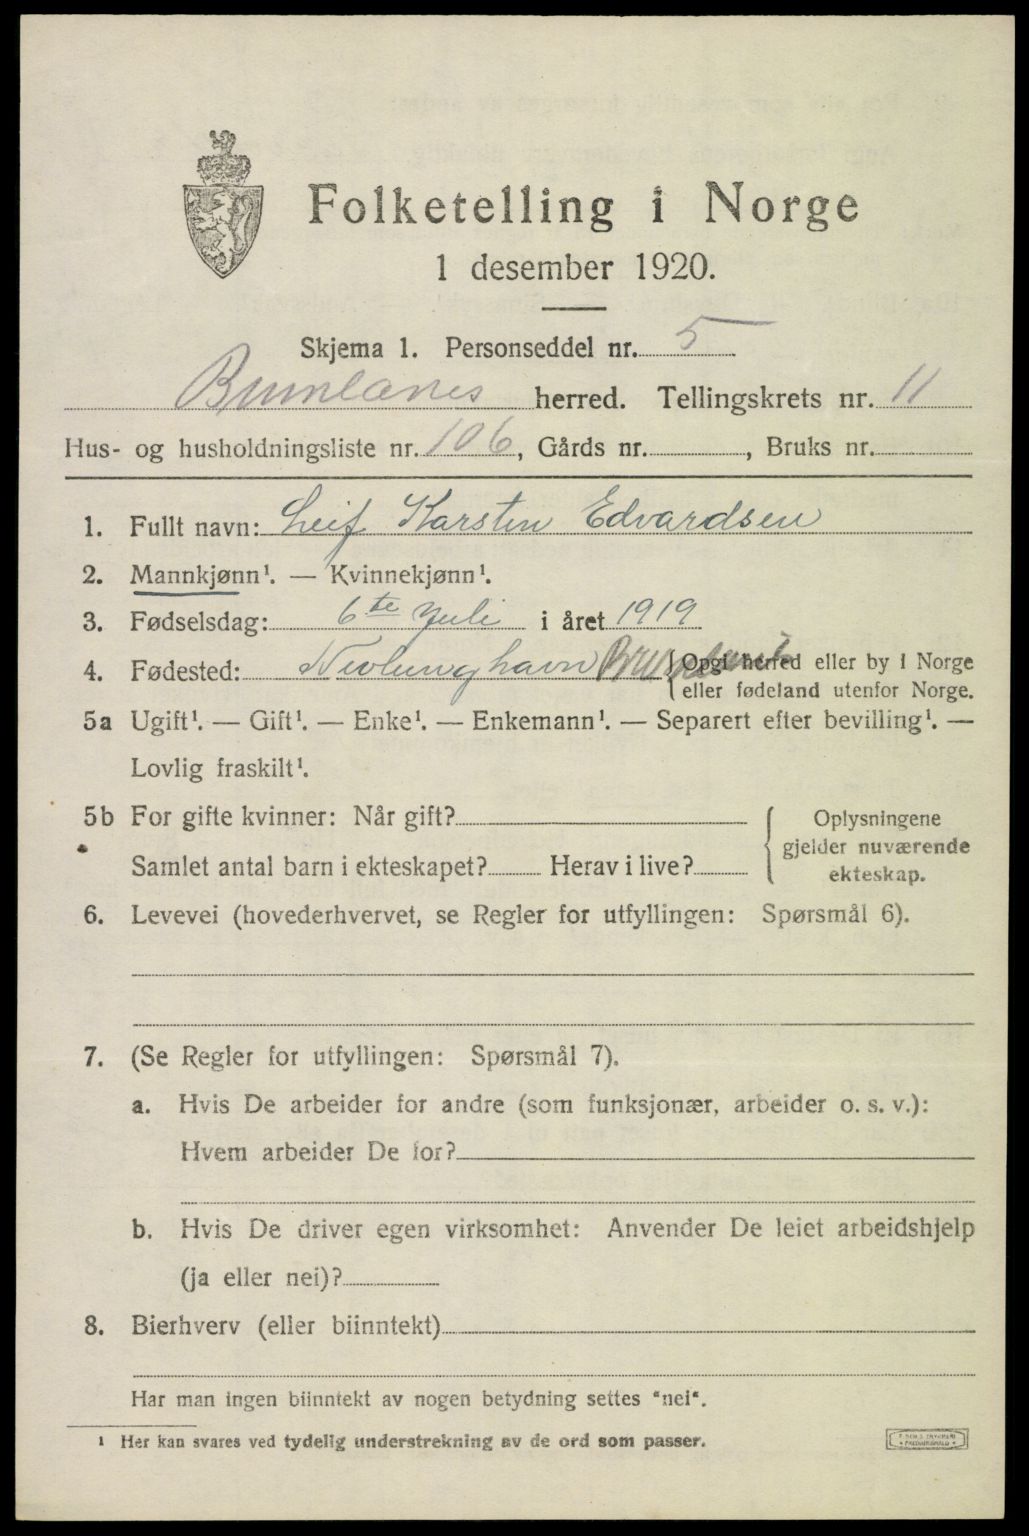 Folketelling i Norge
1 desember 1920.
Skjema 1. Personseddel nr. 5
Brunlanes herred. Tellingskrets nr. 11
Hus- og husholdningsliste nr. 106, Gårds nr. , Bruks nr.
1. Fullt navn: Leif Karsten Edvardsen
2. Mannkjønn¹. — Kvinnekjønn¹.
3. Fødselsdag: 6te Juli i året 1919
4. Fødested: Nevlunghavn Brunlanes {Opgi herred eller by i Norge
eller fødeland utenfor Norge.
5a Ugift¹. — Gift¹. — Enke¹. — Enkemann¹. — Separert efter bevilling¹. —
Lovlig fraskilt¹.
5b For gifte kvinner: Når gift?
Samlet antal barn i ekteskapet? Herav i live?
{Oplysningene
gjelder nuværende
ekteskap.
6. Levevei (hovederhvervet, se Regler for utfyllingen: Spørsmål 6).
7. (Se Regler for utfyllingen: Spørsmål 7).
a. Hvis De arbeider for andre (som funksjonær, arbeider o. s. v.):
Hvem arbeider De for?
b. Hvis De driver egen virksomhet: Anvender De leiet arbeidshjelp
(ja eller nei)?
8. Bierhverv (eller biinntekt)
Har man ingen biinntekt av nogen betydning settes "nei".
¹ Her kan svares ved tydelig understrekning av de ord som passer.